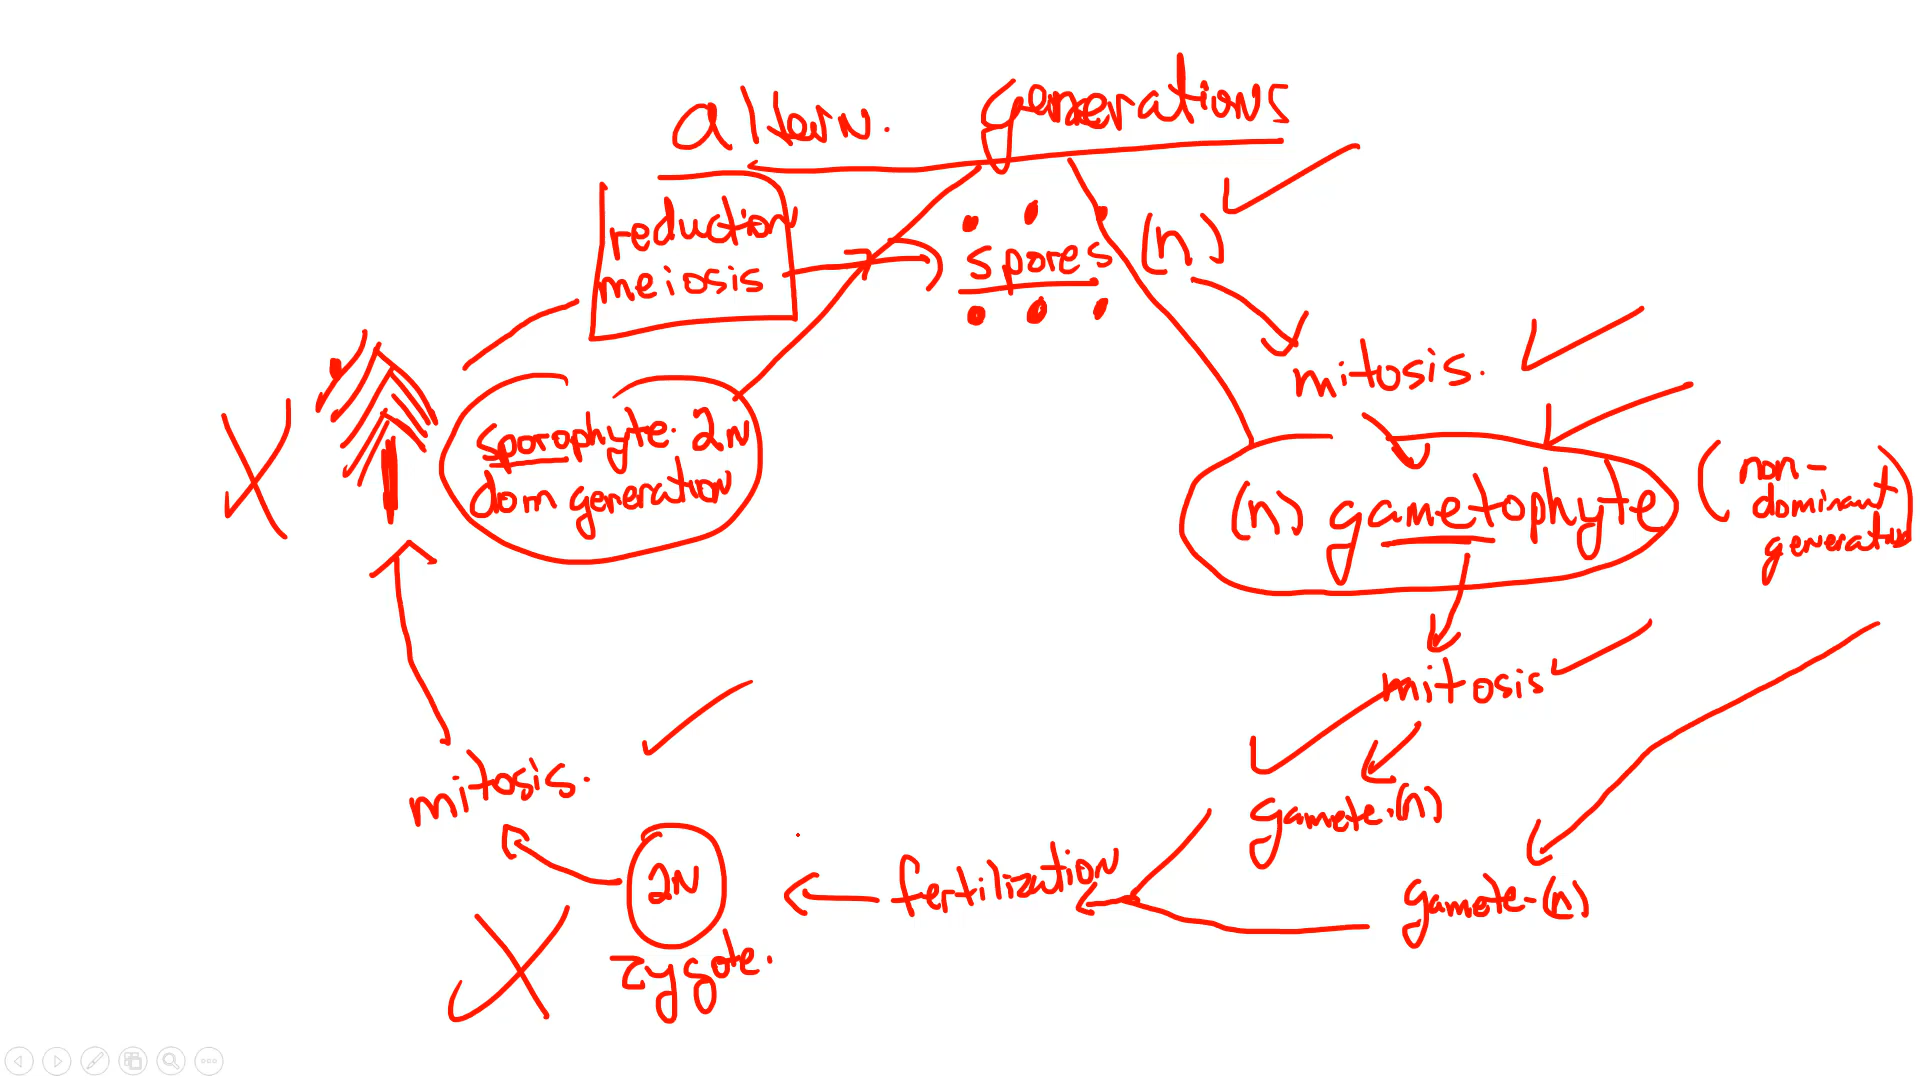 altern. generations
reduction
meiosis
spores (n)
mitosis.
sporophyte. 2N
dom generation
(n) gametophyte
(non-
dominant
generation)
mitosis
gamete.(n)
gamete-(n)
fertilization
2N
zygote.
mitosis.